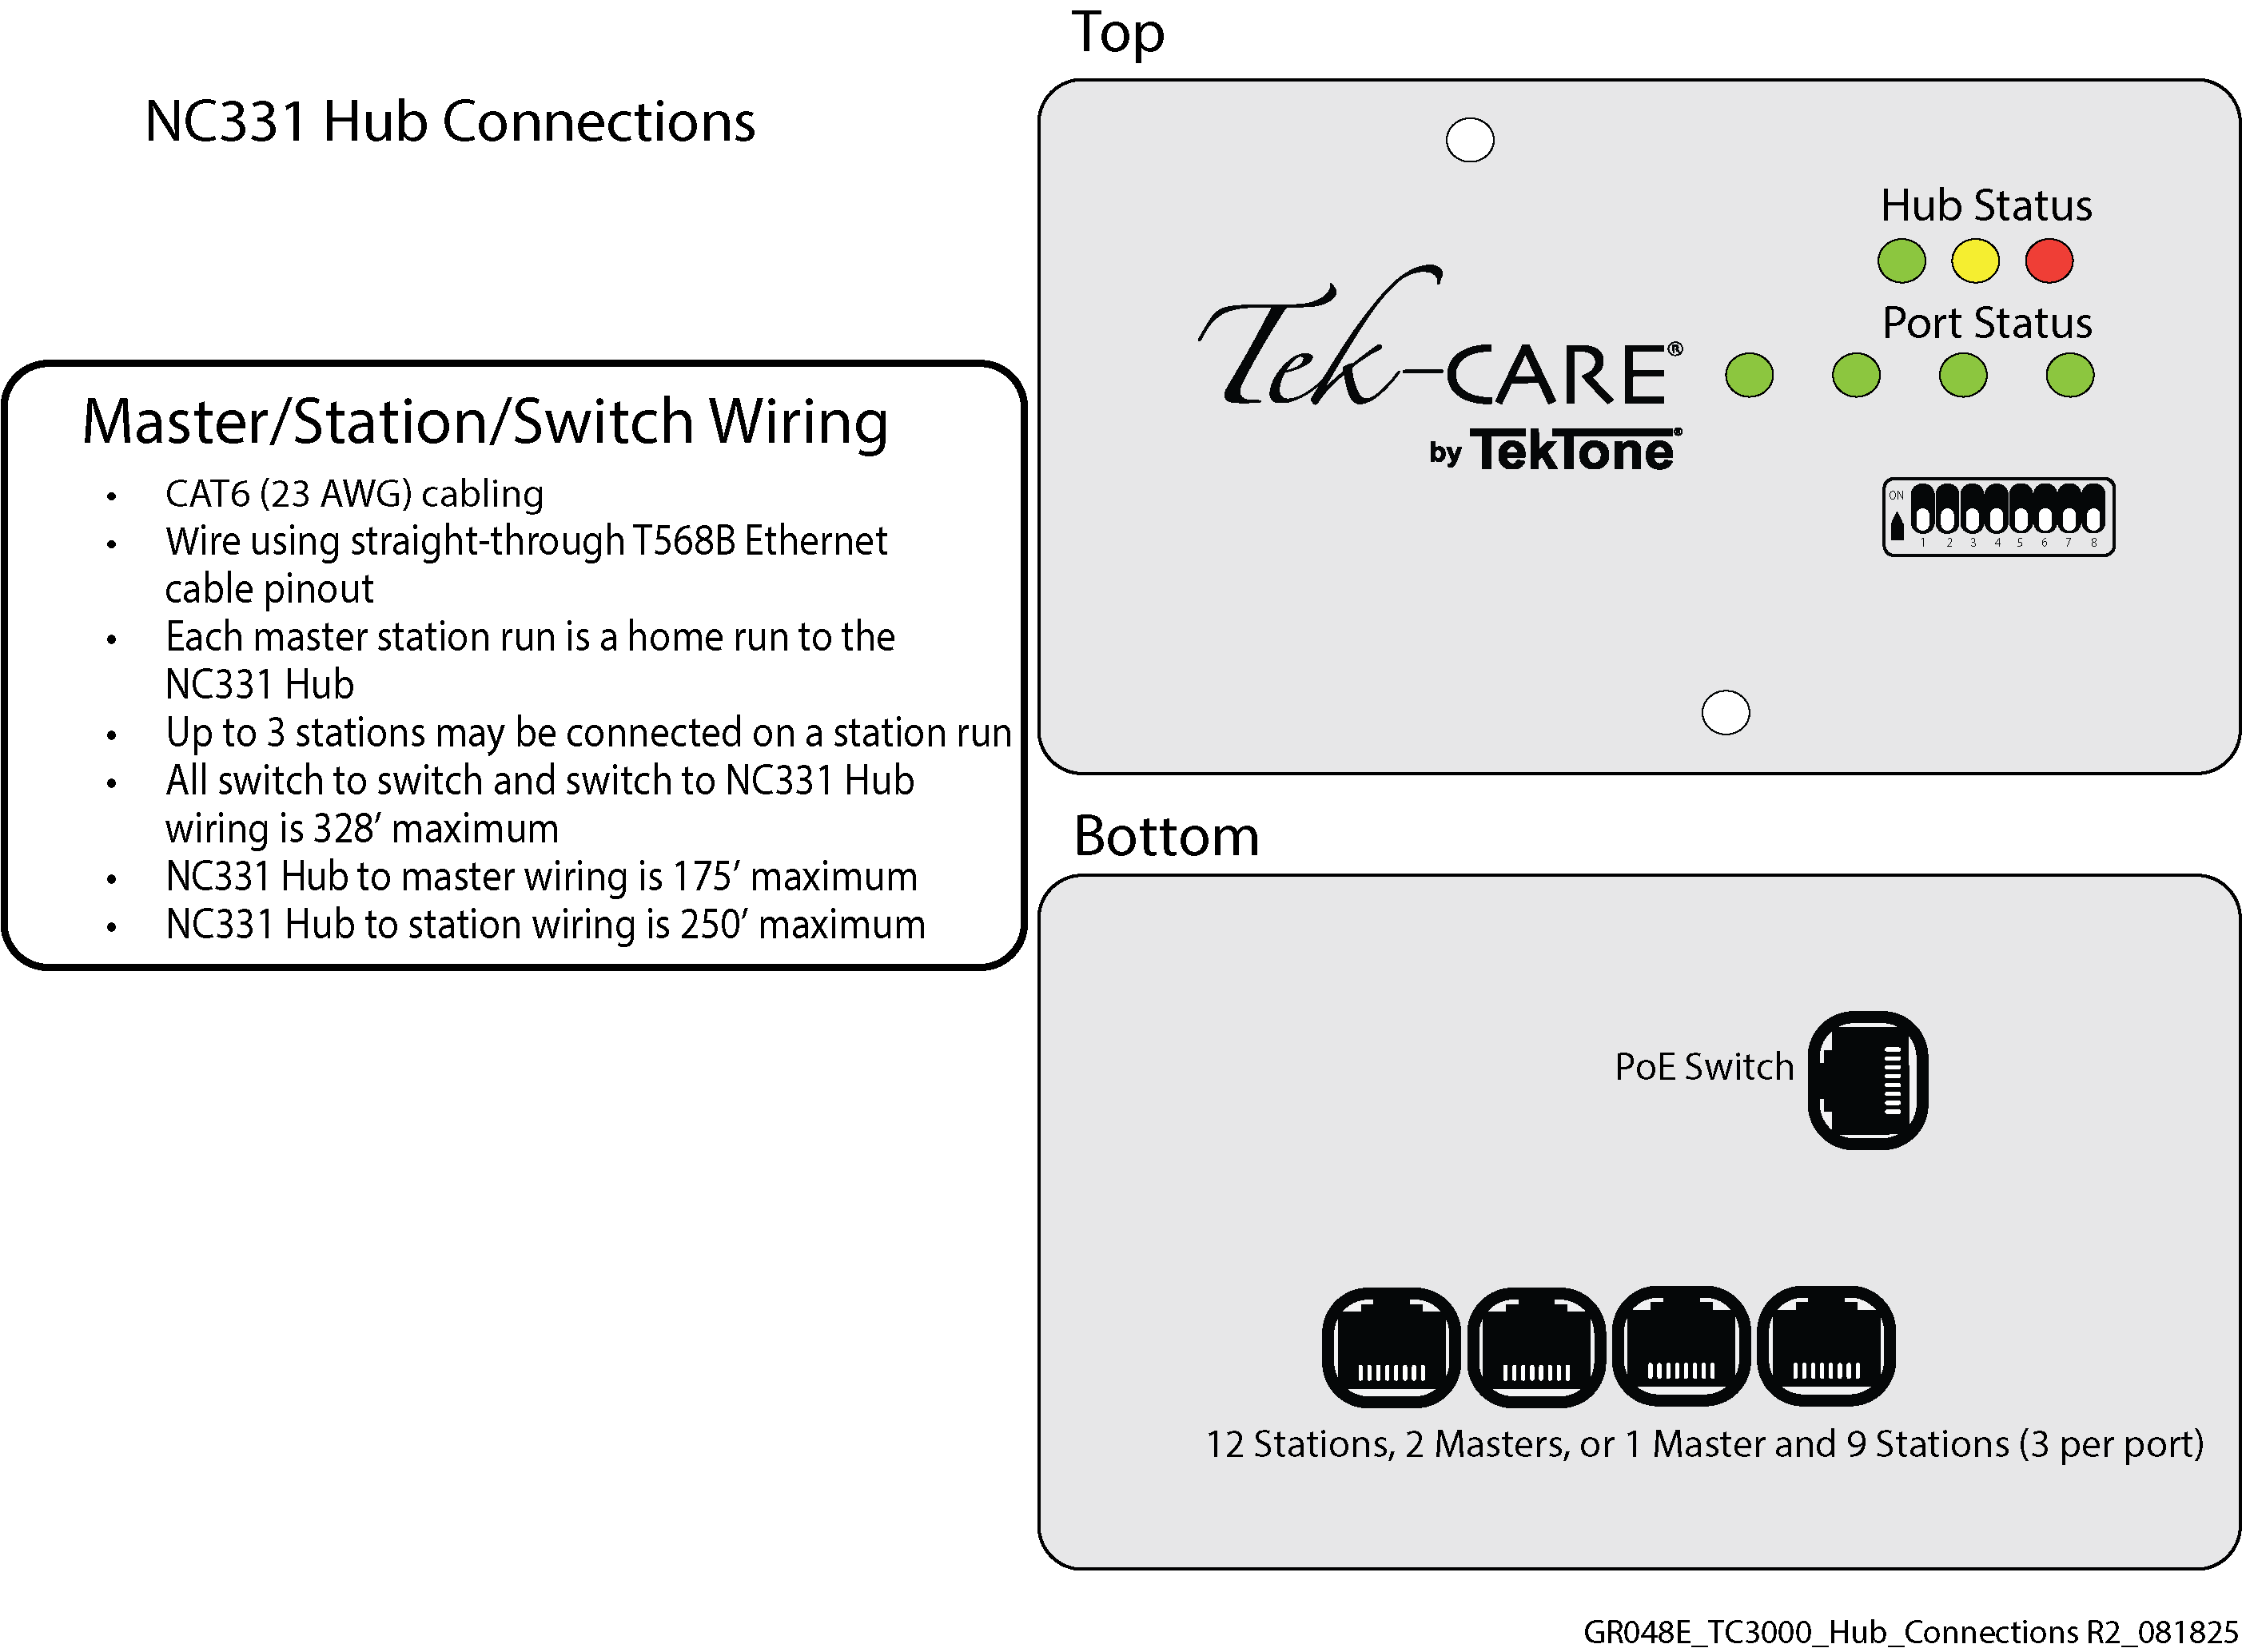 NC331 Hub Connections
Master/Station/Switch Wiring
• CAT6 (23 AWG) cabling
• Wire using straight-through T568B Ethernet
cable pinout
• Each master station run is a home run to the
NC331 Hub
• Up to 3 stations may be connected on a station run
• All switch to switch and switch to NC331 Hub
wiring is 328’ maximum
• NC331 Hub to master wiring is 175’ maximum
• NC331 Hub to station wiring is 250’ maximum
Top
Hub Status
Port Status
Tek-CARE®
by TekTone®
ON
1 2 3 4 5 6 7 8
Bottom
PoE Switch
12 Stations, 2 Masters, or 1 Master and 9 Stations (3 per port)
GR048E_TC3000_Hub_Connections R2_081825